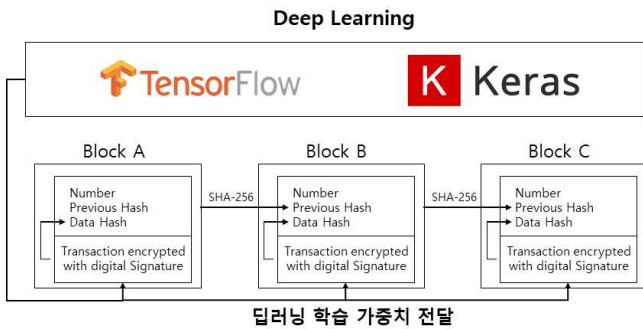 Deep Learning
TensorFlow
K Keras
Block A
Block B
Block C
Number
Previous Hash
Data Hash
Transaction encrypted
with digital Signature
SHA-256
Number
Previous Hash
Data Hash
Transaction encrypted
with digital Signature
SHA-256
Number
Previous Hash
Data Hash
Transaction encrypted
with digital Signature
딥러닝 학습 가중치 전달